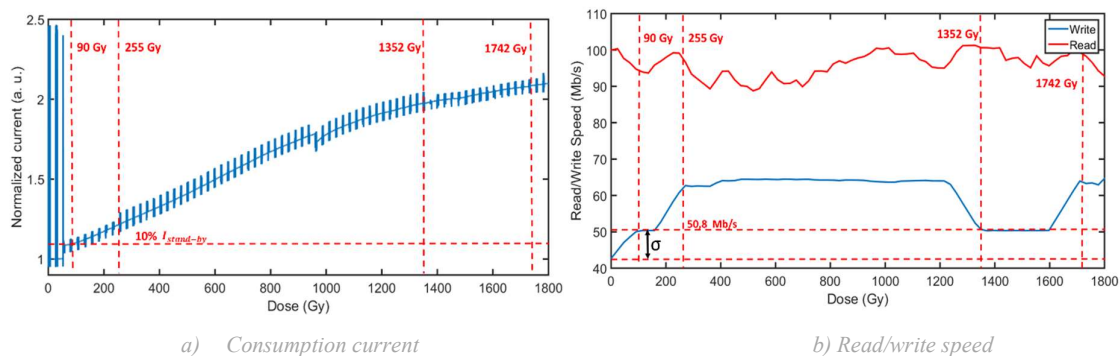 2.5
90 Gy
255 Gy
1352 Gy
1742 Gy
2
1.5
1
10% I stand-by
Normalized current (a. u.)
0 200 400 600 800 1000 1200 1400 1600 1800
Dose (Gy)
a) Consumption current
110
100
90
80
70
60
50
40
90 Gy
255 Gy
1352 Gy
1742 Gy
Write
Read
50,8 Mb/s
σ
Read/Write Speed (Mb/s)
0 200 400 600 800 1000 1200 1400 1600 1800
Dose (Gy)
b) Read/write speed